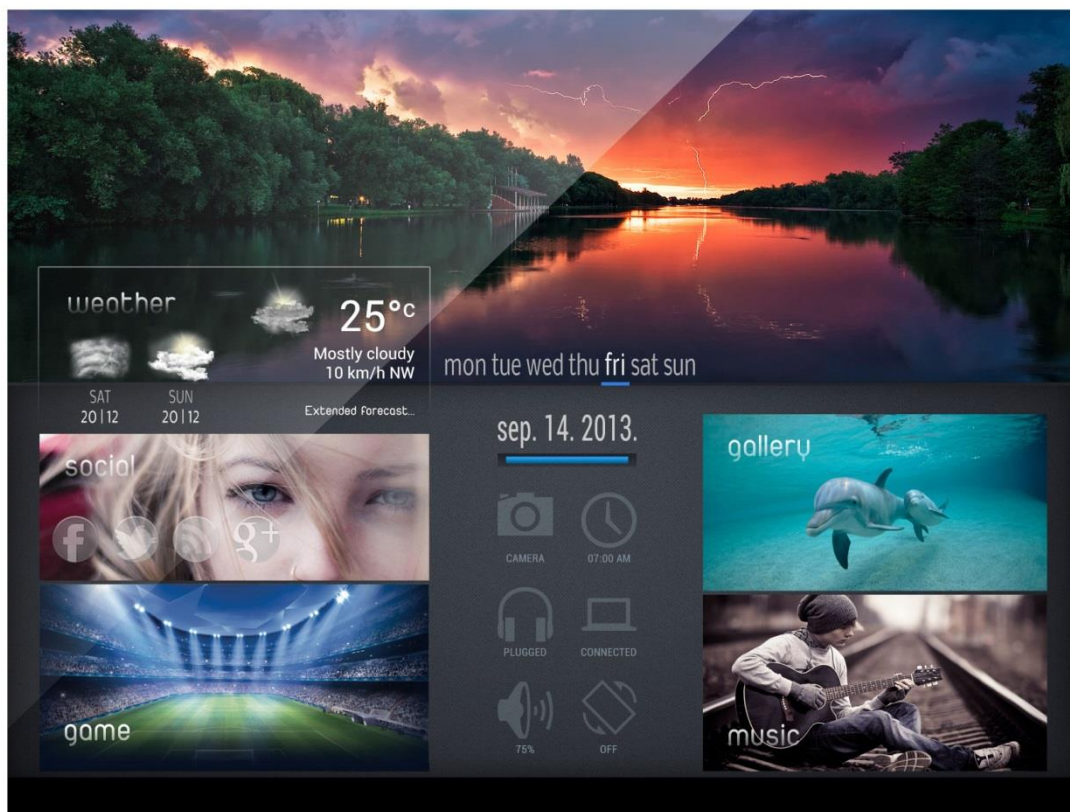 weather
25°c
Mostly cloudy
10 km/h NW
SAT
20|12
SUN
20|12
Extended forecast...
mon tue wed thu fri sat sun
sep. 14. 2013.
social
f
g+
game
CAMERA
07:00 AM
PLUGGED
CONNECTED
75%
OFF
gallery
music